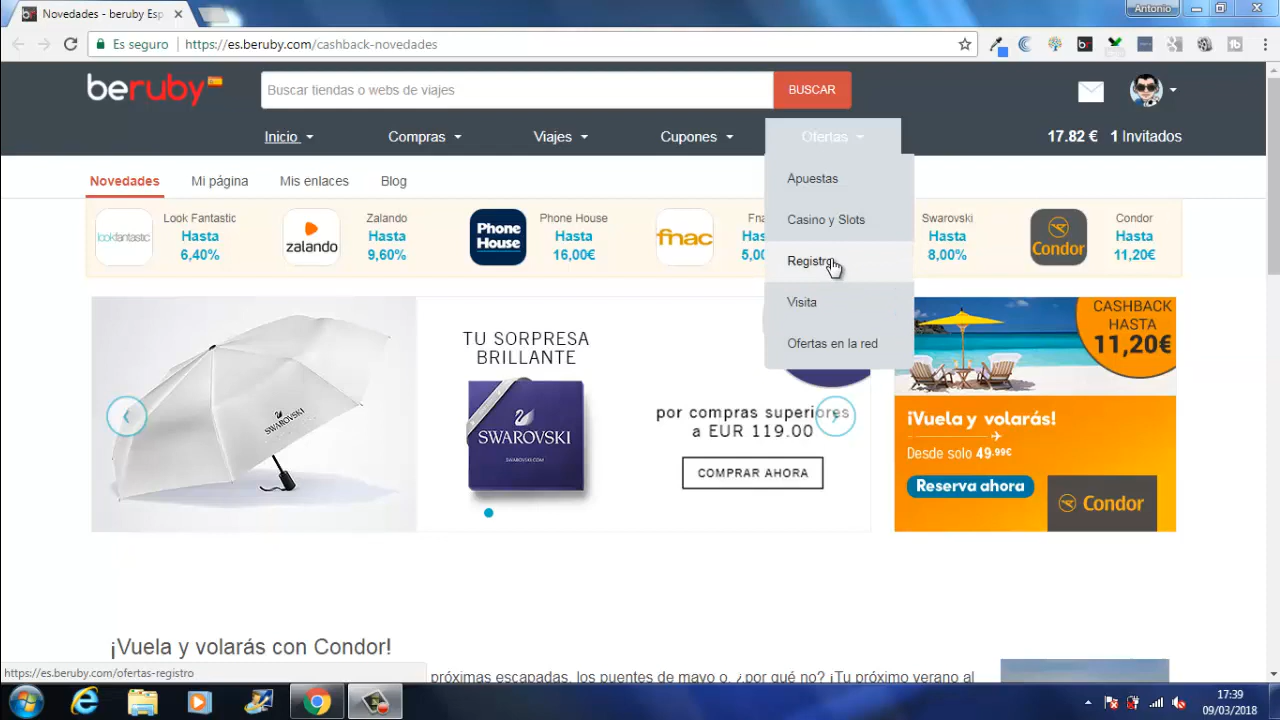 Novedades - beruby Esp
Antonio
Es seguro
https://es.beruby.com/cashback-novedades
beruby
Buscar tiendas o webs de viajes
BUSCAR
Inicio
Compras
Viajes
Cupones
Ofertas
17.82 €
1 Invitados
Novedades
Mi página
Mis enlaces
Blog
Apuestas
Casino y Slots
Registro
Visita
Ofertas en la red
lookfantastic
Look Fantastic
Hasta
6,40%
zalando
Zalando
Hasta
9,60%
Phone
House
Phone House
Hasta
16,00€
fnac
Hasta
Swarovski
Hasta
8,00%
Condor
Condor
Hasta
11,20€
SWAROVSKI
TU SORPRESA
BRILLANTE
SWAROVSKI
SWAROVSKI.COM
por compras superiores
a EUR 119.00
COMPRAR AHORA
CASHBACK
HASTA
11,20€
¡Vuela y volarás!
Desde solo 49,99€
Reserva ahora
Condor
¡Vuela y volarás con Condor!
próximas escapadas, los puentes de mayo o, ¿por qué no? ¡Tu próximo verano al
https://es.beruby.com/ofertas-registro
17:39
09/03/2018